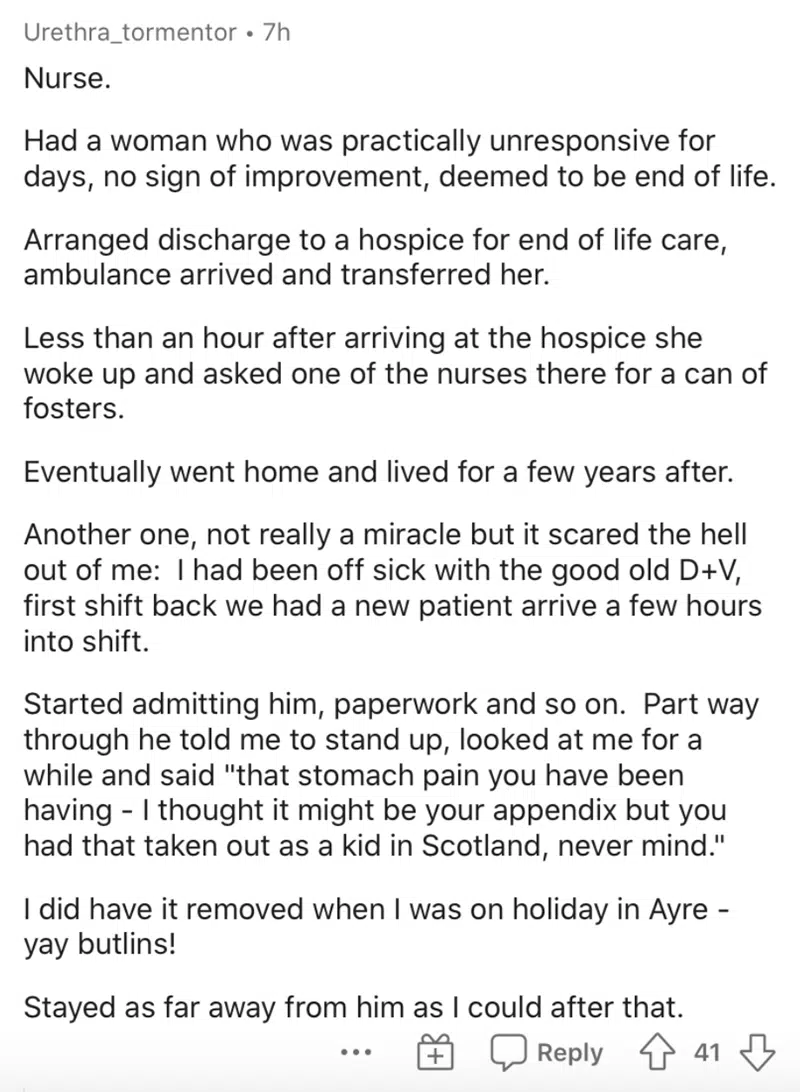 Urethra_tormentor • 7h
Nurse.
Had a woman who was practically unresponsive for
days, no sign of improvement, deemed to be end of life.
Arranged discharge to a hospice for end of life care,
ambulance arrived and transferred her.
Less than an hour after arriving at the hospice she
woke up and asked one of the nurses there for a can of
fosters.
Eventually went home and lived for a few years after.
Another one, not really a miracle but it scared the hell
out of me:  I had been off sick with the good old D+V,
first shift back we had a new patient arrive a few hours
into shift.
Started admitting him, paperwork and so on.  Part way
through he told me to stand up, looked at me for a
while and said "that stomach pain you have been
having - I thought it might be your appendix but you
had that taken out as a kid in Scotland, never mind."
I did have it removed when I was on holiday in Ayre -
yay butlins!
Stayed as far away from him as I could after that.
... Reply 41